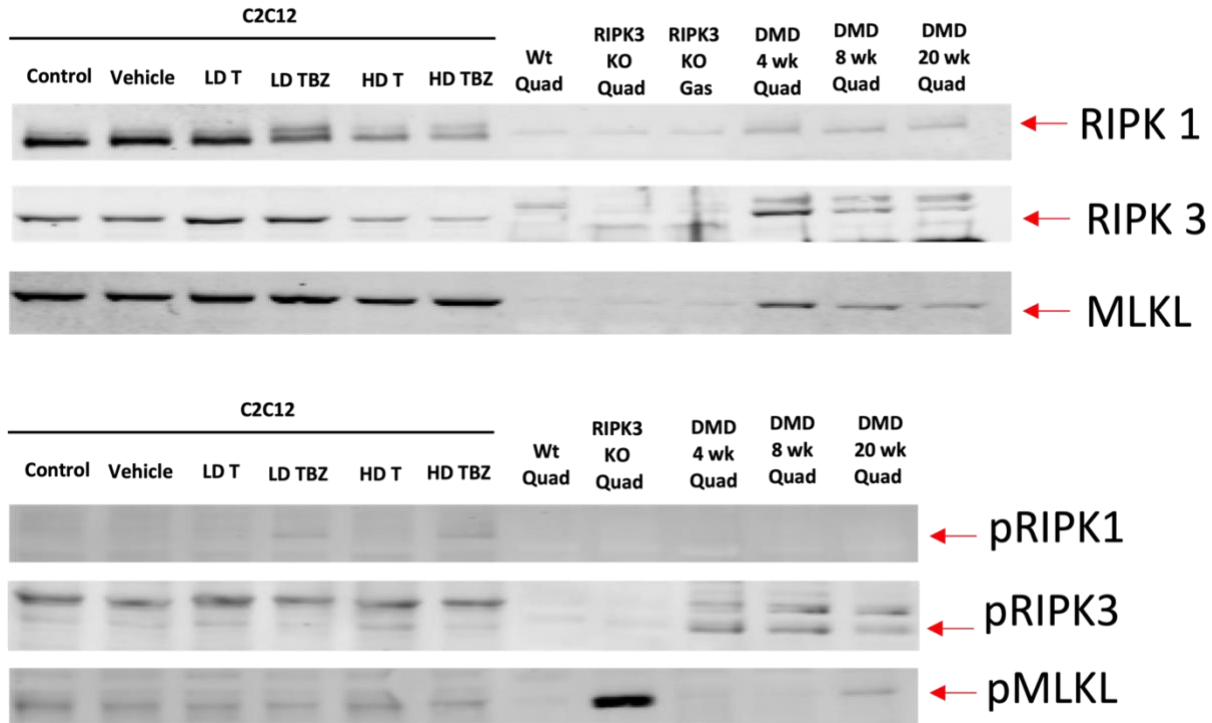 C2C12
Control Vehicle LD T LD TBZ HD T HD TBZ
Wt
Quad
RIPK3
KO
Quad
RIPK3
KO
Gas
DMD
4 wk
Quad
DMD
8 wk
Quad
DMD
20 wk
Quad
RIPK 1
RIPK 3
MLKL
C2C12
Control Vehicle LD T LD TBZ HD T HD TBZ
Wt
Quad
RIPK3
KO
Quad
DMD
4 wk
Quad
DMD
8 wk
Quad
DMD
20 wk
Quad
pRIPK1
pRIPK3
pMLKL